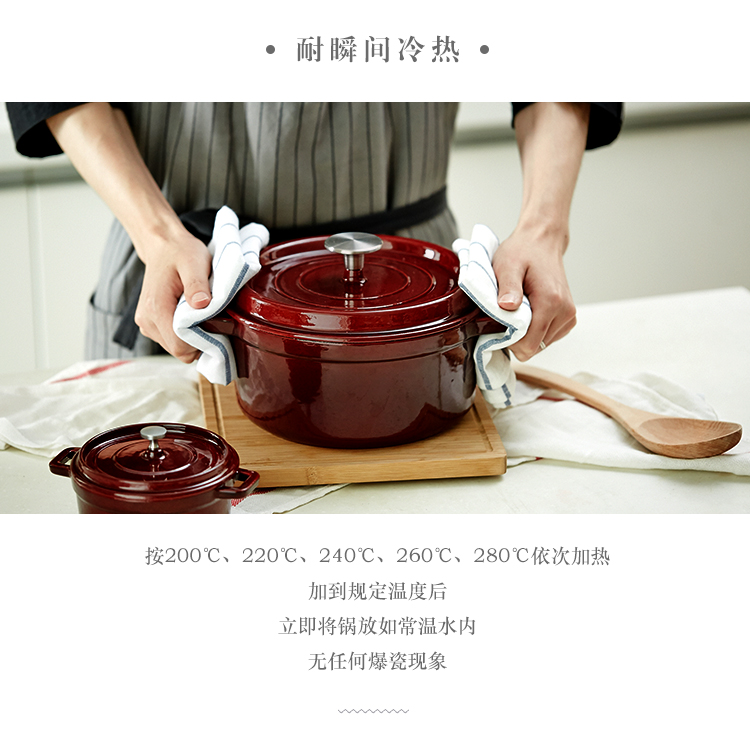 • 耐瞬间冷热 •
按200℃、220℃、240℃、260℃、280℃依次加热
加到规定温度后
立即将锅放如常温水内
无任何爆瓷现象